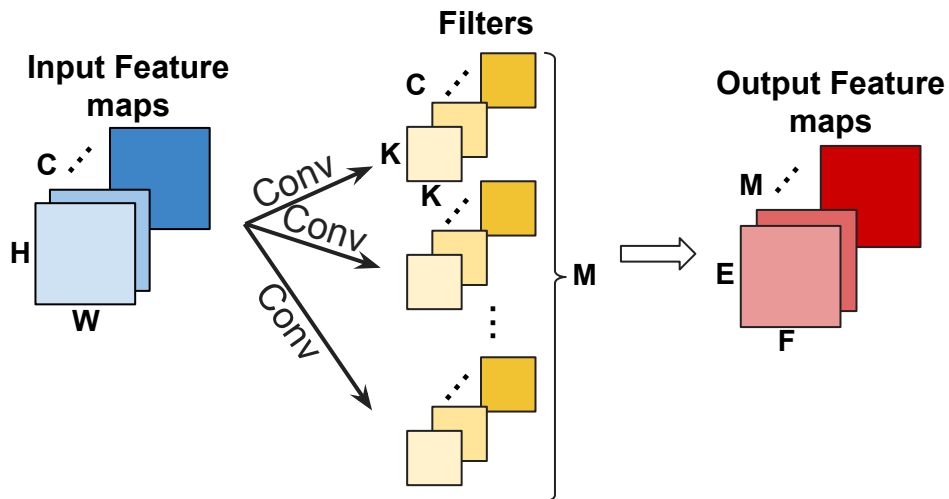 Input Feature
maps
C
H
W
Conv
Conv
Conv
Filters
C
K
K
M
Output Feature
maps
M
E
F